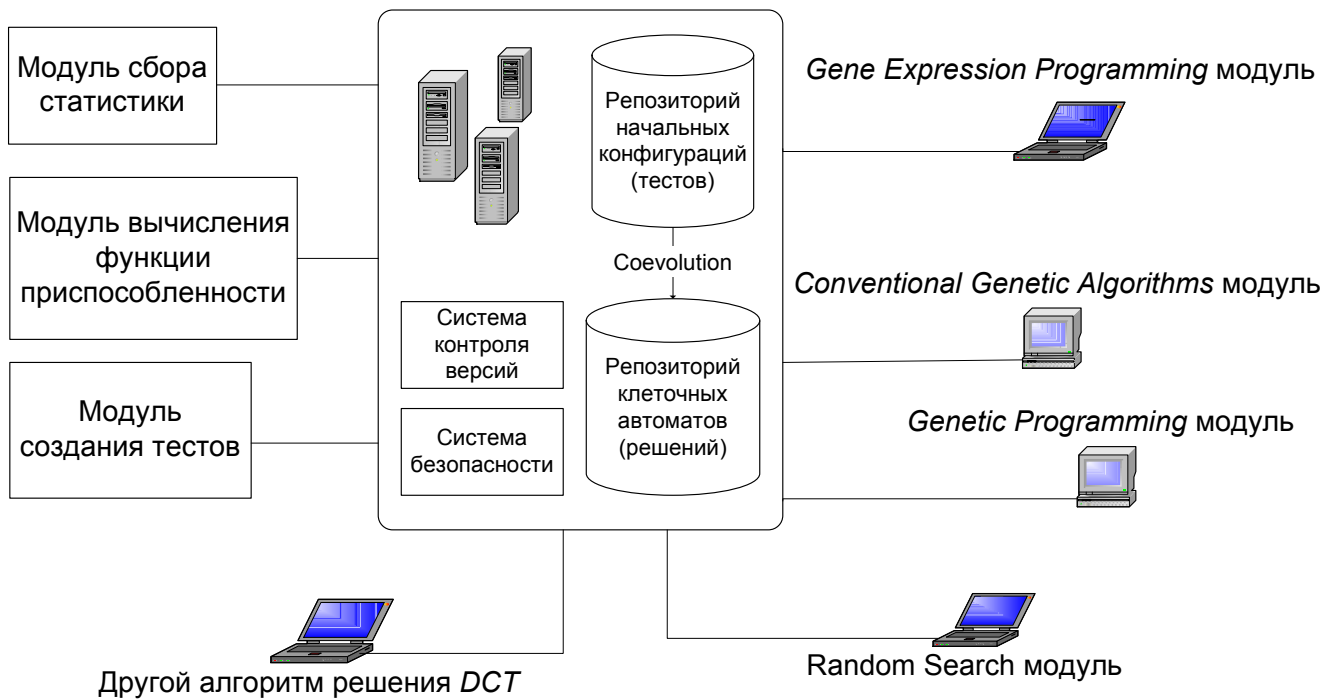 Модуль сбора
статистики
Модуль вычисления
функции
приспособленности
Модуль
создания тестов
Репозиторий
начальных
конфигураций
(тестов)
Coevolution
Система
контроля
версий
Система
безопасности
Репозиторий
клеточных
автоматов
(решений)
Gene Expression Programming модуль
Conventional Genetic Algorithms модуль
Genetic Programming модуль
Random Search модуль
Другой алгоритм решения DCT